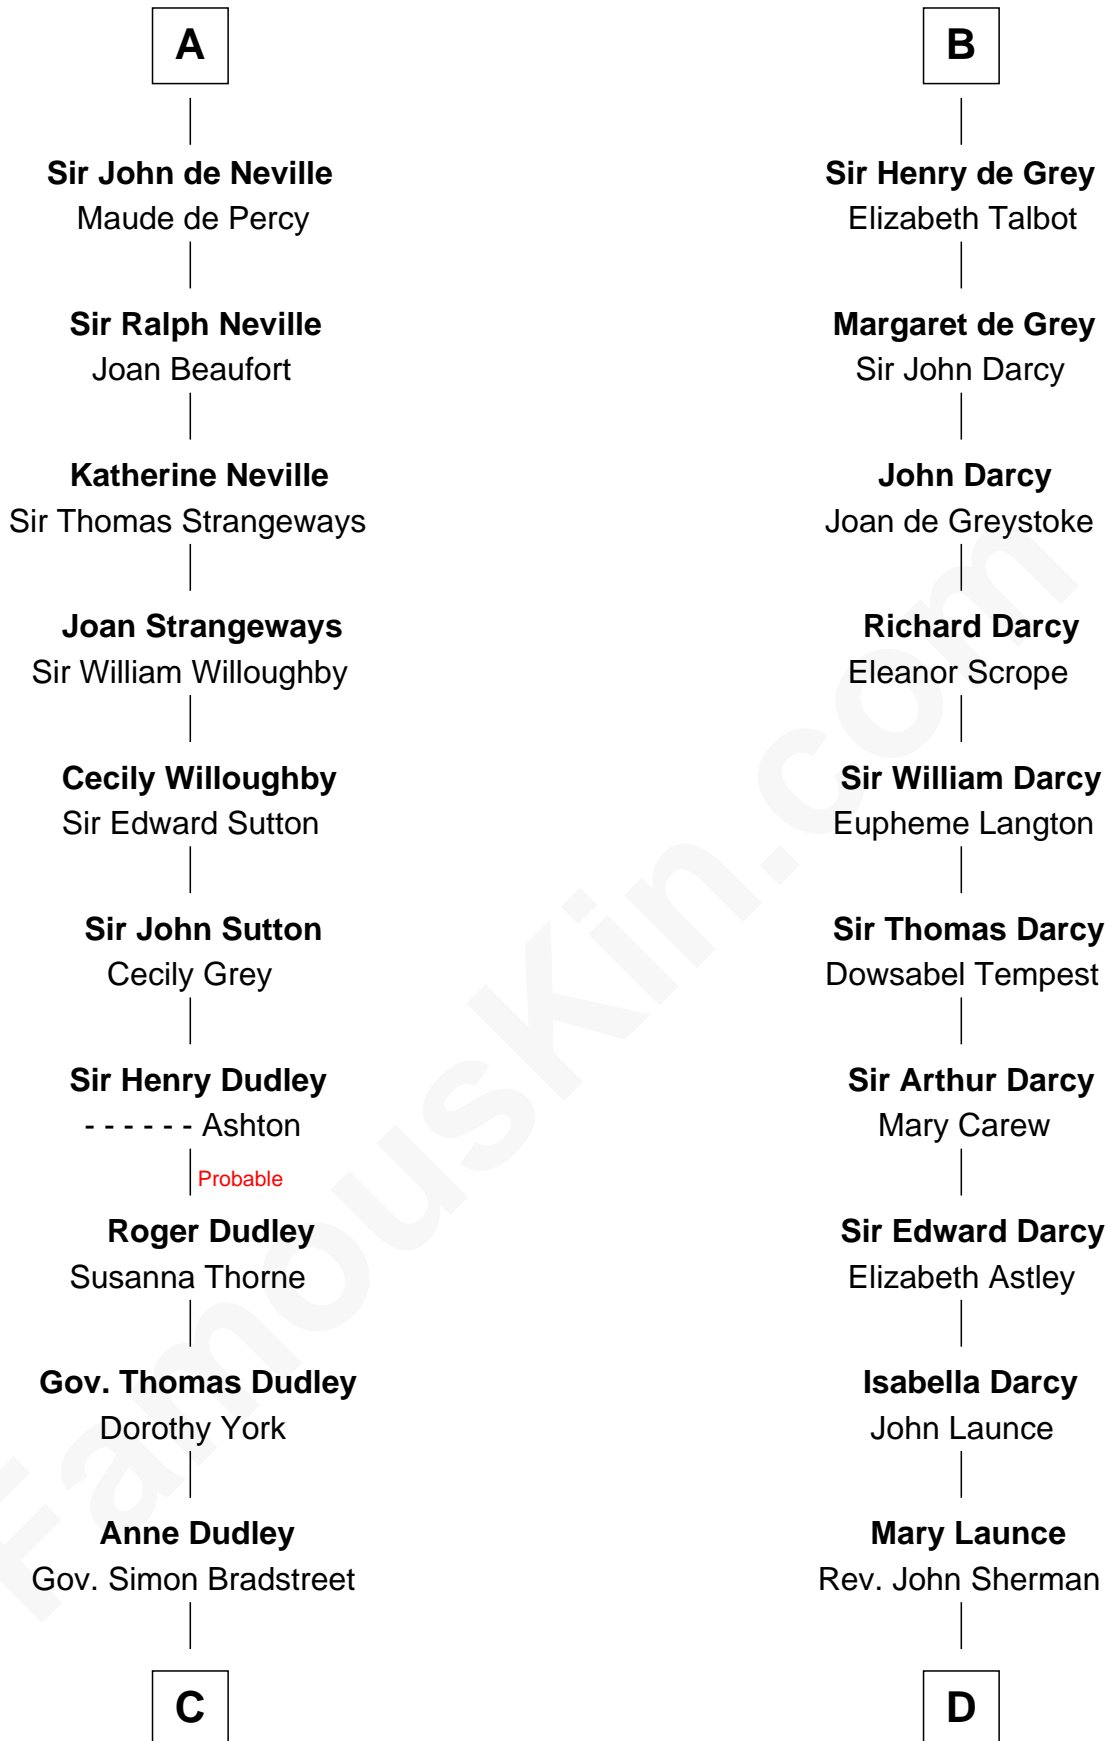 A
Sir John de Neville
Maude de Percy
Sir Ralph Neville
Joan Beaufort
Katherine Neville
Sir Thomas Strangeways
Joan Strangeways
Sir William Willoughby
Cecily Willoughby
Sir Edward Sutton
Sir John Sutton
Cecily Grey
Sir Henry Dudley
- - - - - - Ashton
Probable
Roger Dudley
Susanna Thorne
Gov. Thomas Dudley
Dorothy York
Anne Dudley
Gov. Simon Bradstreet
C
B
Sir Henry de Grey
Elizabeth Talbot
Margaret de Grey
Sir John Darcy
John Darcy
Joan de Greystoke
Richard Darcy
Eleanor Scrope
Sir William Darcy
Eupheme Langton
Sir Thomas Darcy
Dowsabel Tempest
Sir Arthur Darcy
Mary Carew
Sir Edward Darcy
Elizabeth Astley
Isabella Darcy
John Launce
Mary Launce
Rev. John Sherman
D
FamousKin.com